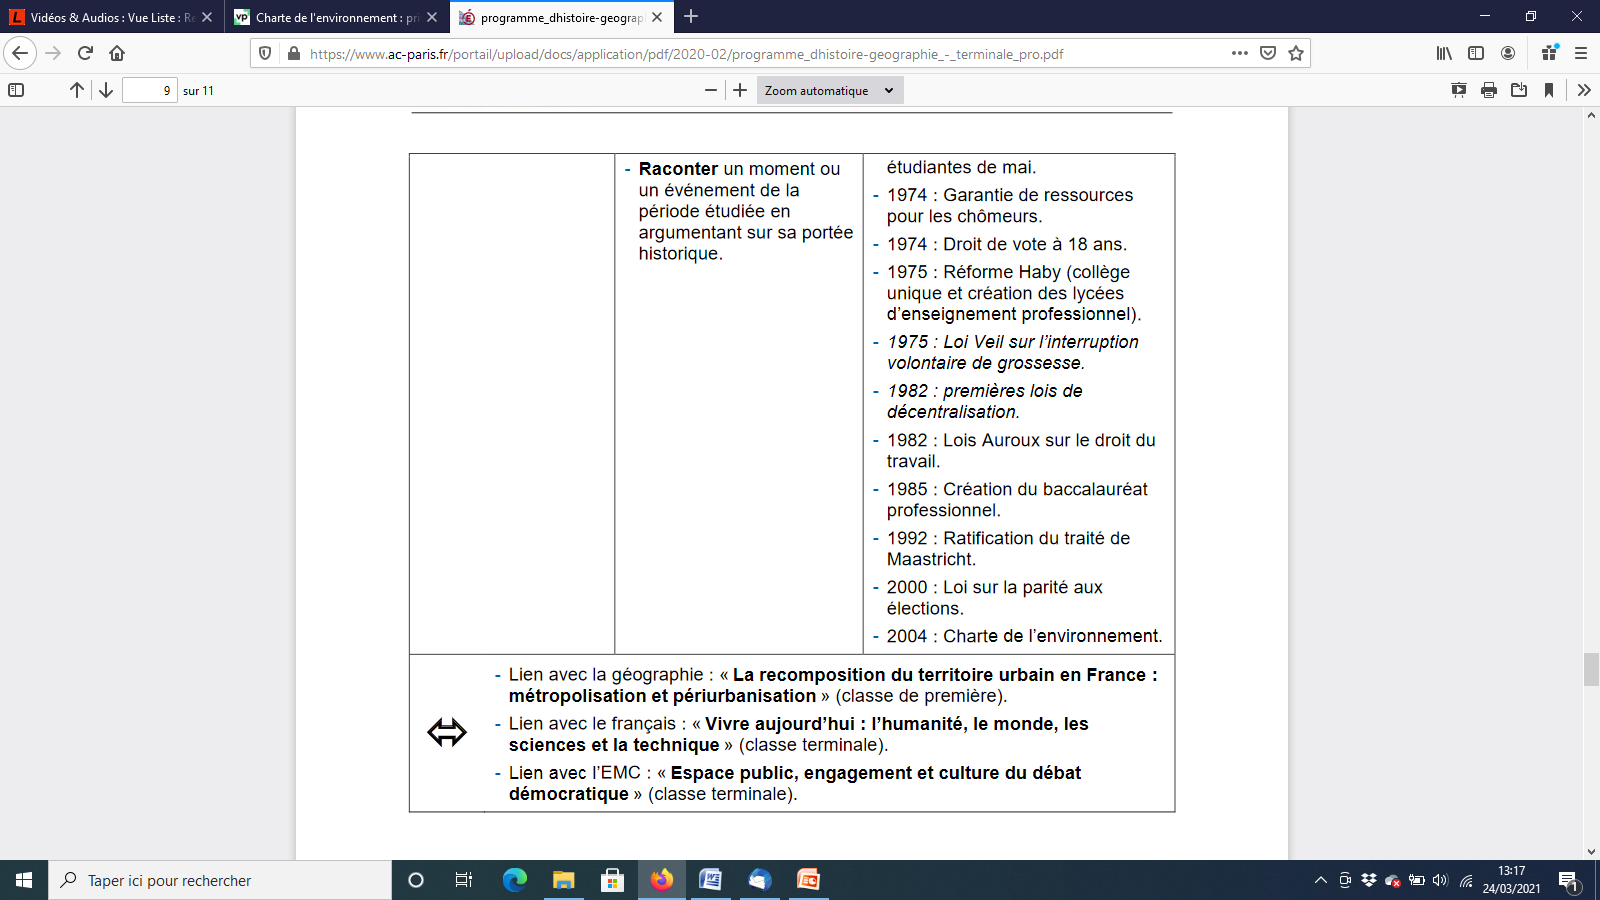 Vidéos & Audios : Vue Liste : Re
Charte de l'environnement : pri
programme_dhistoire-geograph
https://www.ac-paris.fr/portail/upload/docs/application/pdf/2020-02/programme_dhistoire-geographie_-_terminale_pro.pdf
9 sur 11
Zoom automatique
- Raconter un moment ou
un événement de la
période étudiée en
argumentant sur sa portée
historique.
étudiantes de mai.
- 1974 : Garantie de ressources
pour les chômeurs.
- 1974 : Droit de vote à 18 ans.
- 1975 : Réforme Haby (collège
unique et création des lycées
d’enseignement professionnel).
- 1975 : Loi Veil sur l’interruption
volontaire de grossesse.
- 1982 : premières lois de
décentralisation.
- 1982 : Lois Auroux sur le droit du
travail.
- 1985 : Création du baccalauréat
professionnel.
- 1992 : Ratification du traité de
Maastricht.
- 2000 : Loi sur la parité aux
élections.
- 2004 : Charte de l’environnement.
- Lien avec la géographie : « La recomposition du territoire urbain en France :
métropolisation et périurbanisation » (classe de première).
- Lien avec le français : « Vivre aujourd’hui : l’humanité, le monde, les
sciences et la technique » (classe terminale).
- Lien avec l’EMC : « Espace public, engagement et culture du débat
démocratique » (classe terminale).
Taper ici pour rechercher
13:17
24/03/2021
1